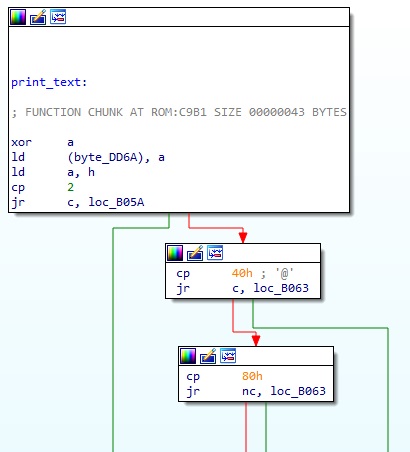 print_text:
; FUNCTION CHUNK AT ROM:C9B1 SIZE 00000043 BYTES
xor a
ld (byte_DD6A), a
ld a, h
cp 2
jr c, loc_B05A
cp 40h ; '@'
jr c, loc_B063
cp 80h
jr nc, loc_B063